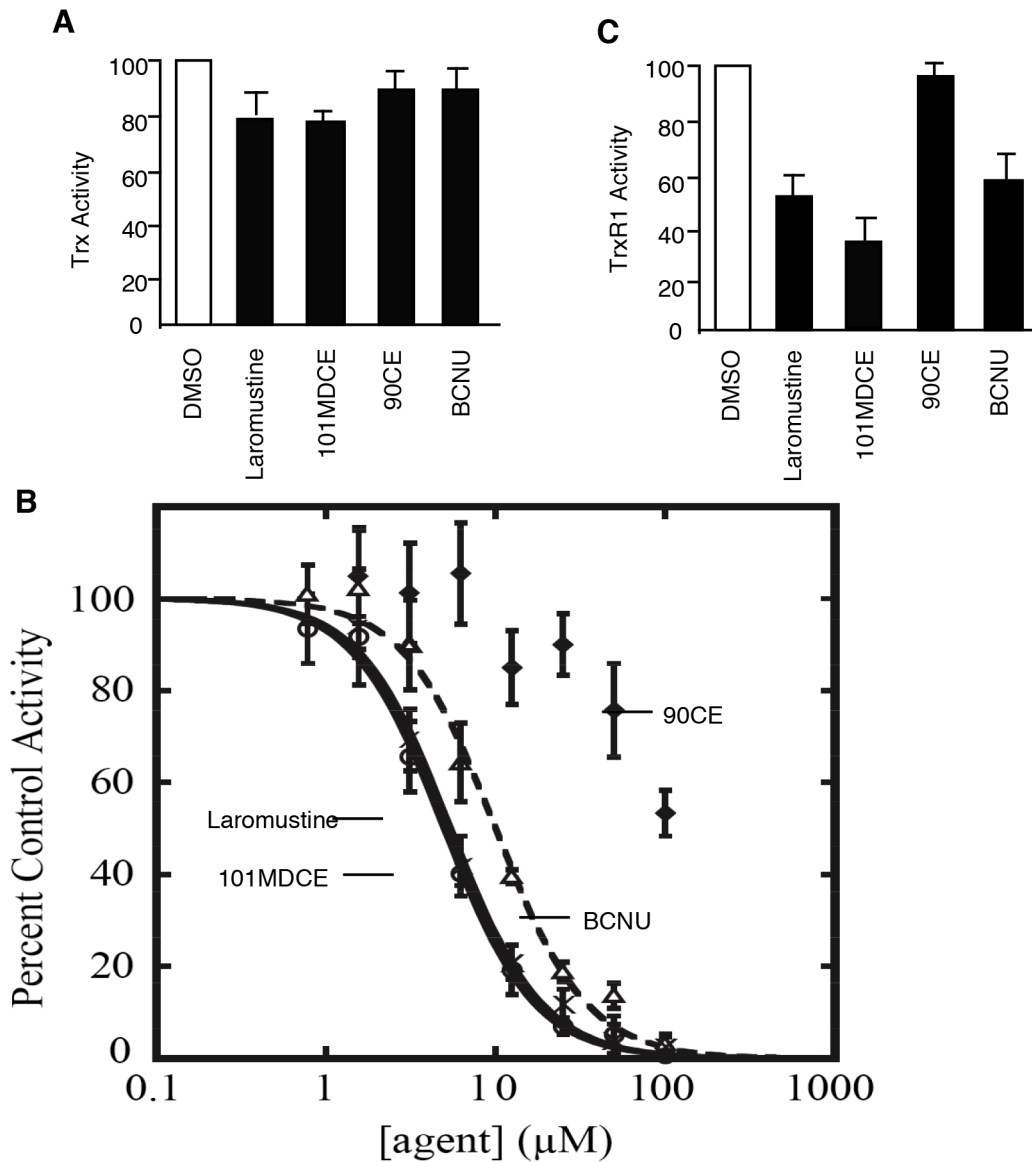 A
Trx Activity
100
80
60
40
20
0
DMSO
Laromustine
101MDCE
90CE
BCNU
C
TrxR1 Activity
100
80
60
40
20
0
DMSO
Laromustine
101MDCE
90CE
BCNU
B
Percent Control Activity
100
80
60
40
20
0
90CE
Laromustine
101MDCE
BCNU
0.1
1
10
100
1000
[agent] (μM)